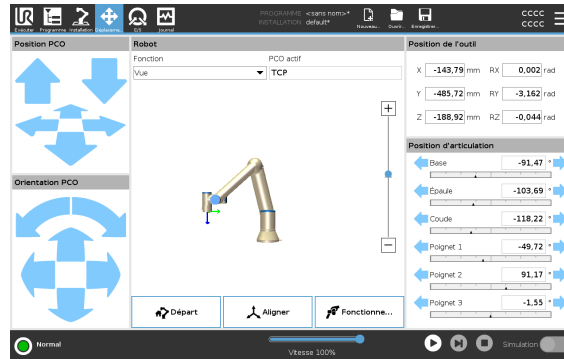 UR
PROGRAMME <sans nom>*
INSTALLATION default*
CCCC
CCCC
Exécuter Programme Installation Déplaceme... E/S Journal Nouveau... Ouvrir... Enregistrer...
Position PCO
Robot
Position de l'outil
Fonction PCO actif
Vue TCP
X -143,79 mm RX 0,002 rad
Y -485,72 mm RY -3,162 rad
Z -188,92 mm RZ -0,044 rad
Position d'articulation
Base -91,47 °
Épaule -103,69 °
Coude -118,22 °
Poignet 1 -49,72 °
Poignet 2 91,17 °
Poignet 3 -1,55 °
Orientation PCO
Départ Aligner Fonctionne...
Normal
Vitesse 100%
Simulation